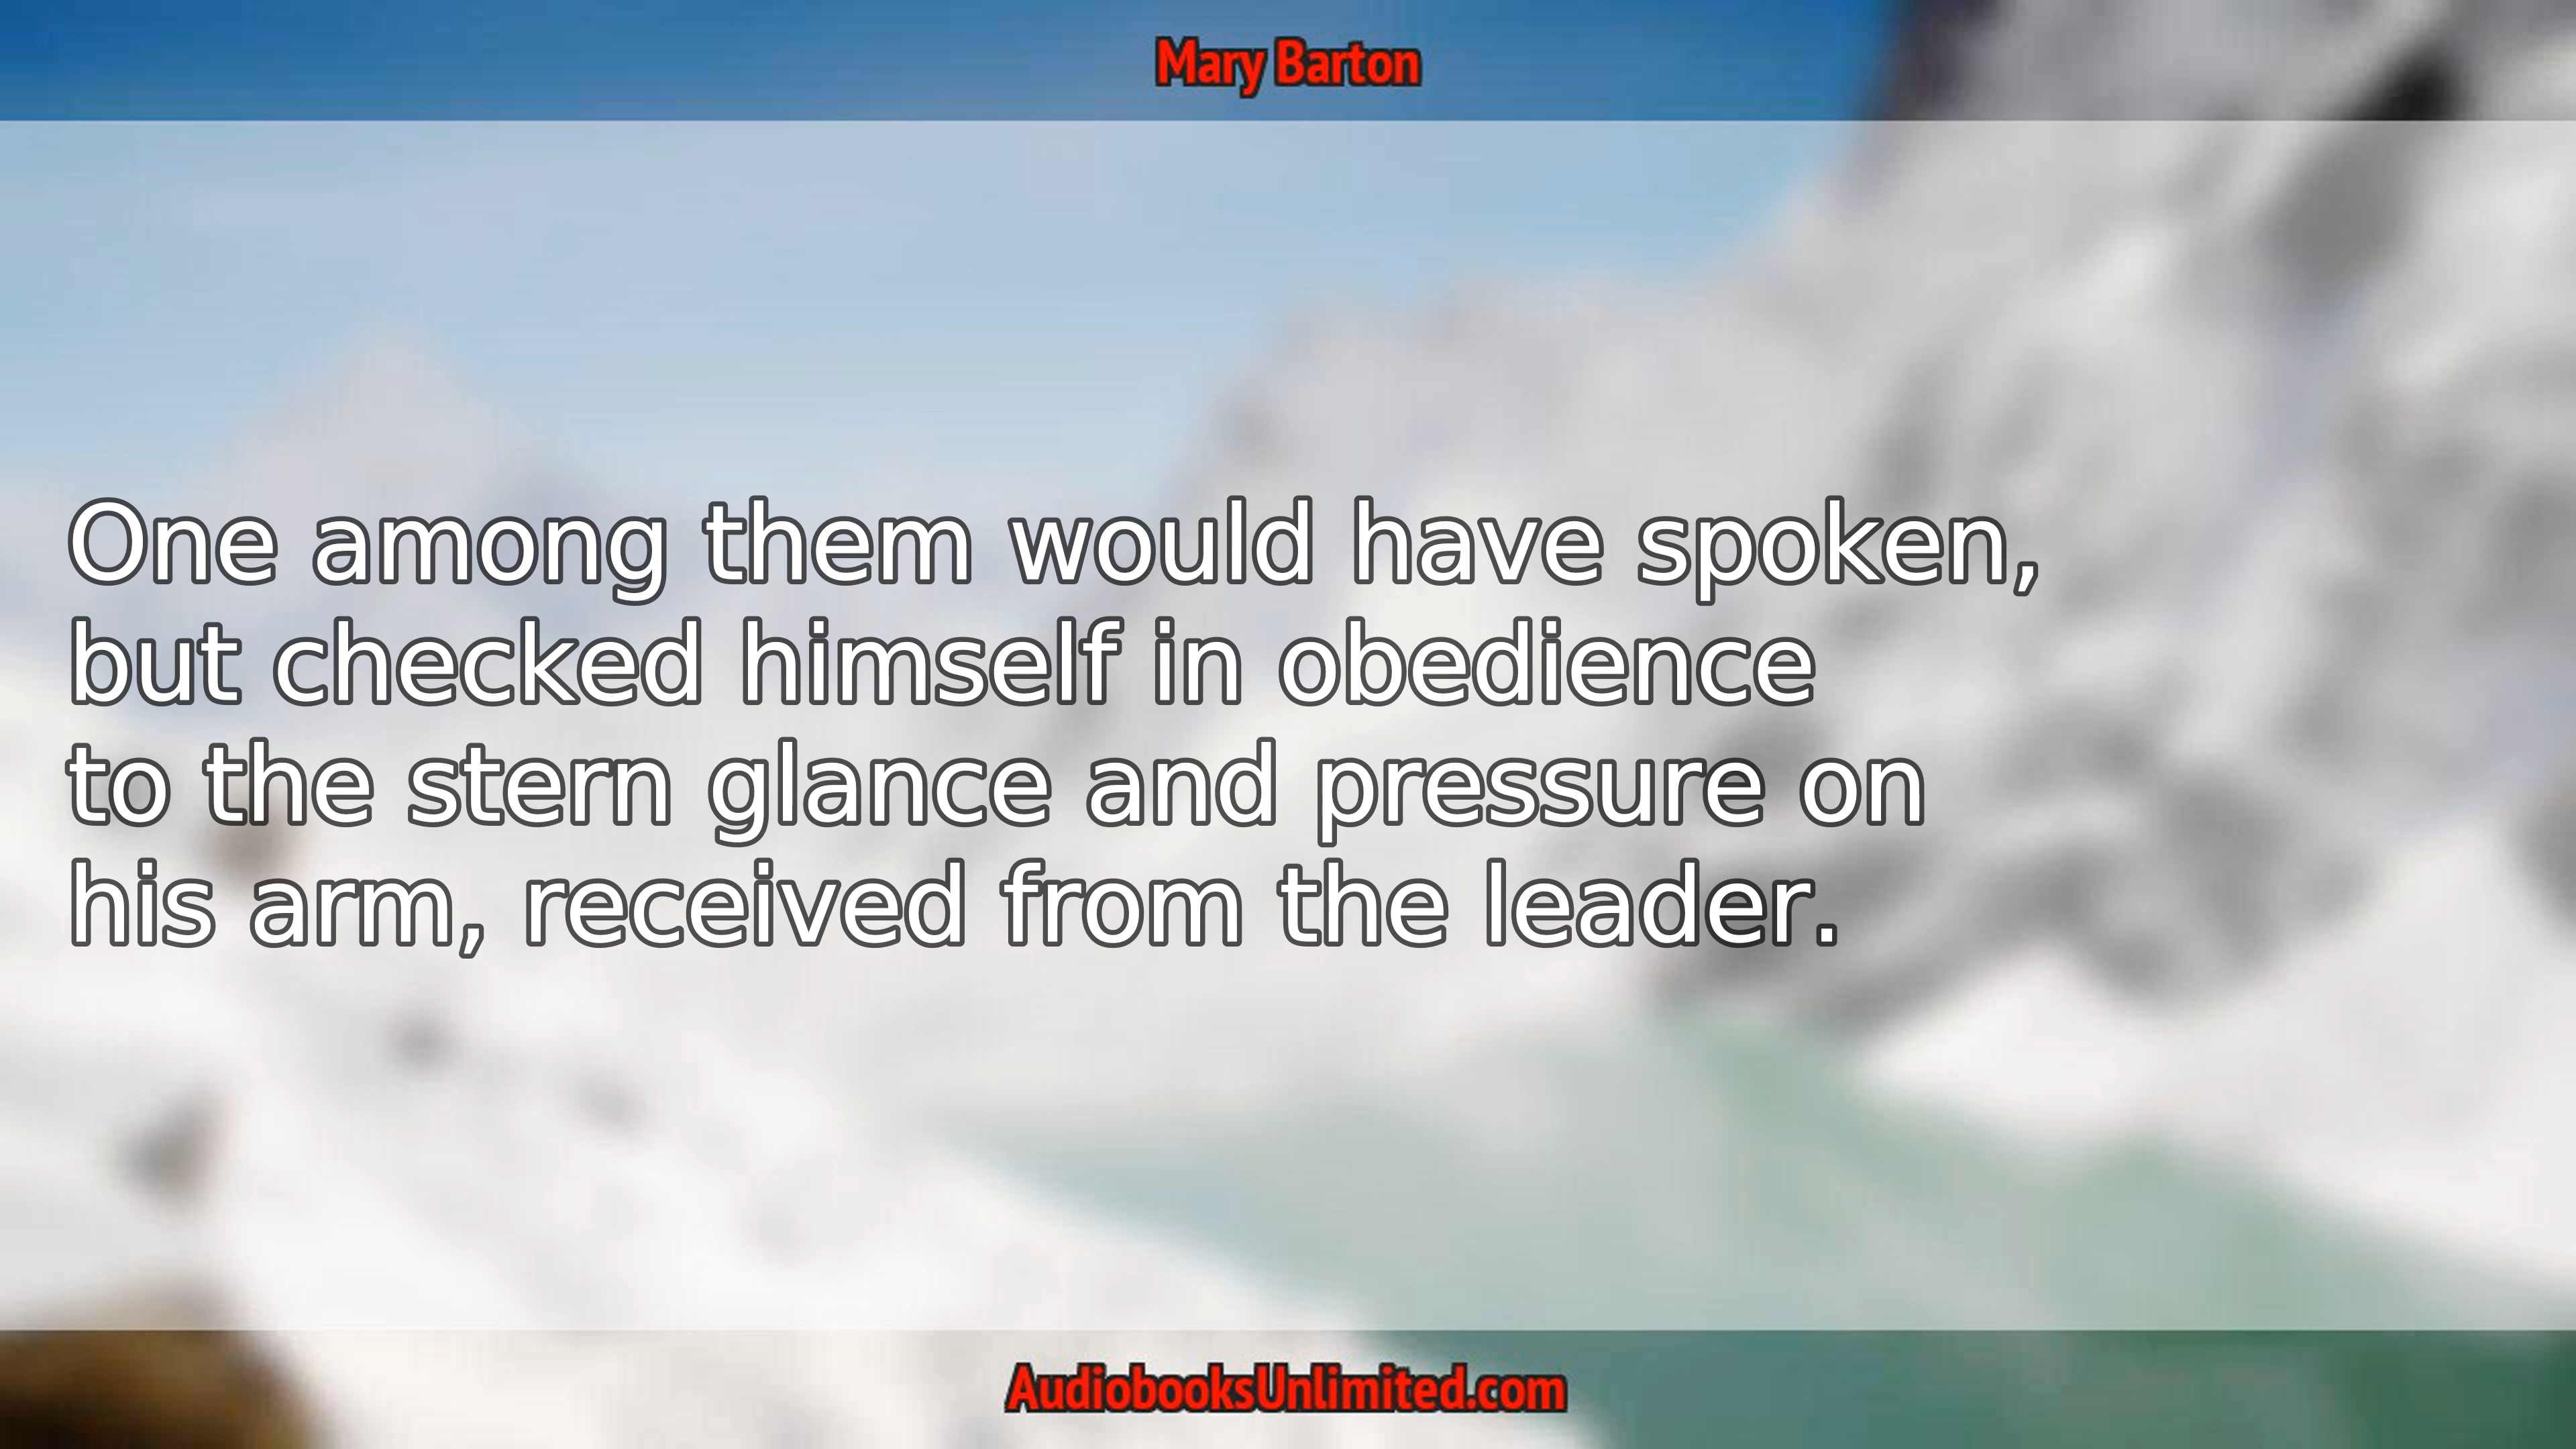 Mary Barton
One among them would have spoken,
but checked himself in obedience
to the stern glance and pressure on
his arm, received from the leader.
AudiobooksUnlimited.com